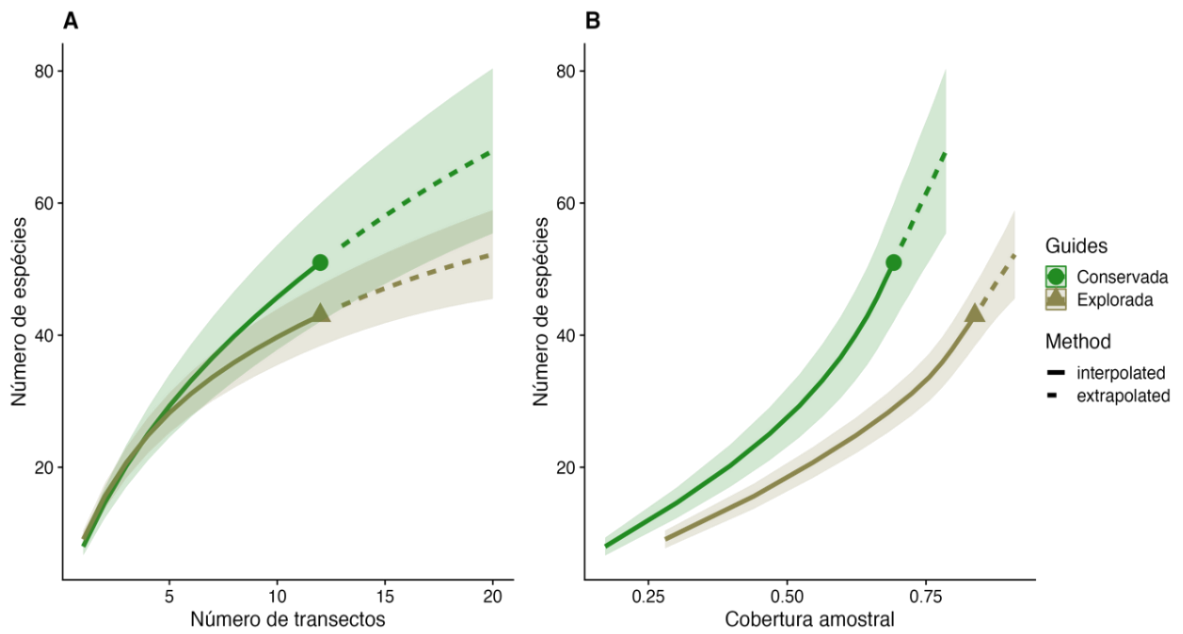 A
Número de espécies
80
60
40
20
5
10
15
20
Número de transectos
B
Número de espécies
80
60
40
20
0.25
0.50
0.75
Cobertura amostral
Guides
Conservada
Explorada
Method
interpolated
extrapolated